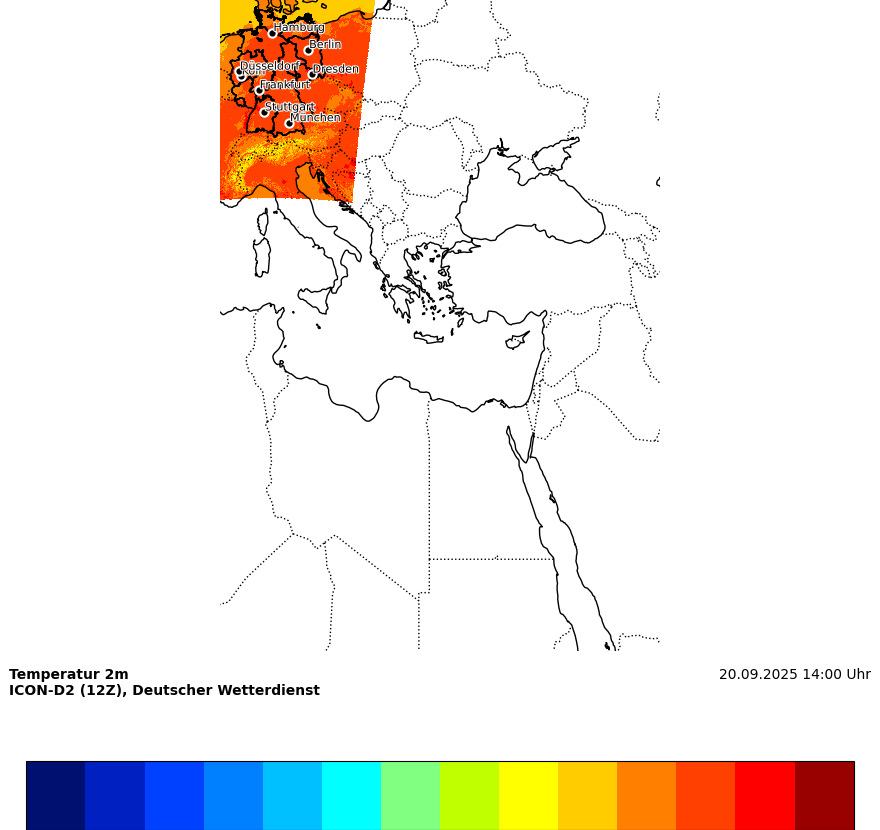 Hamburg
Berlin
Düsseldorf
Köln
Dresden
Frankfurt
Stuttgart
München
Temperatur 2m
20.09.2025 14:00 Uhr
ICON-D2 (12Z), Deutscher Wetterdienst